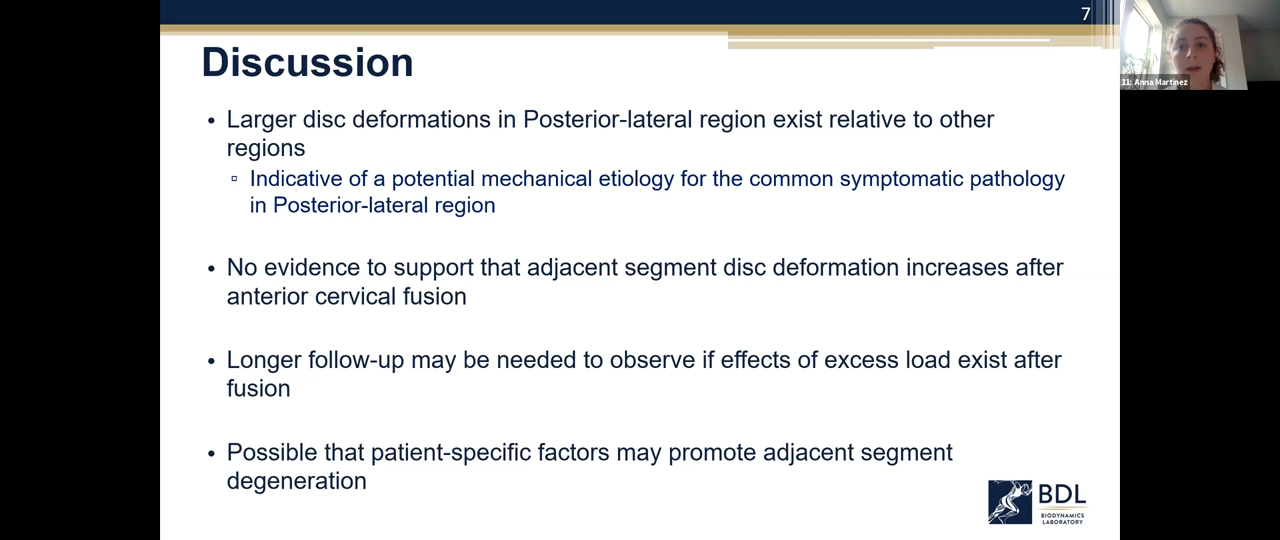 7
11: Anna Martinez
Discussion
• Larger disc deformations in Posterior-lateral region exist relative to other
regions
▫ Indicative of a potential mechanical etiology for the common symptomatic pathology
in Posterior-lateral region
• No evidence to support that adjacent segment disc deformation increases after
anterior cervical fusion
• Longer follow-up may be needed to observe if effects of excess load exist after
fusion
• Possible that patient-specific factors may promote adjacent segment
degeneration
BDL
BIODYNAMICS
LABORATORY